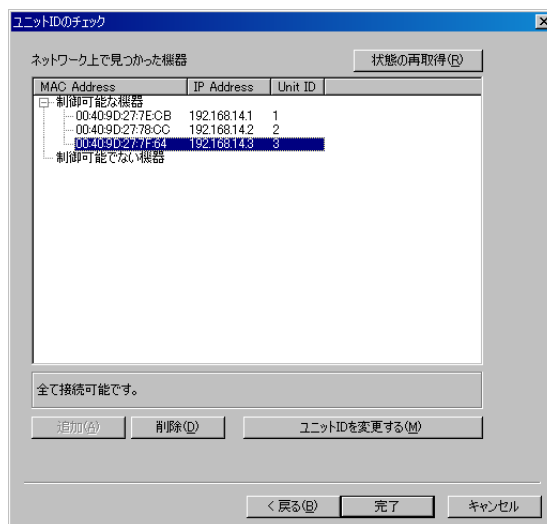 ユニットIDのチェック
ネットワーク上で見つかった機器
状態の再取得(R)
MAC Address IP Address Unit ID
制御可能な機器
00:40:9D:27:7E:CB 192.168.14.1 1
00:40:9D:27:78:CC 192.168.14.2 2
00:40:9D:27:7F:64 192.168.14.3 3
制御可能でない機器
全て接続可能です。
追加(A) 削除(D) ユニットIDを変更する(M)
< 戻る(B) 完了 キャンセル